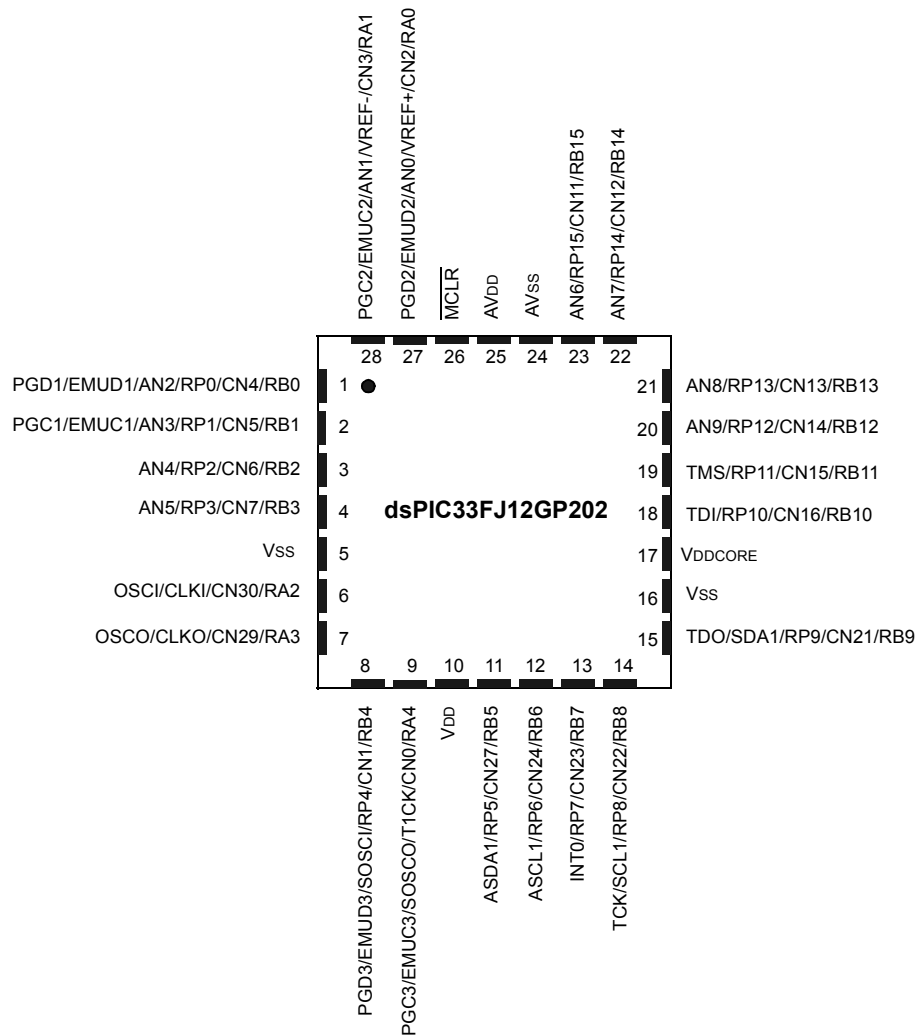 PGC2/EMUC2/AN1/VREF-/CN3/RA1
PGD2/EMUD2/AN0/VREF+/CN2/RA0
MCLR
AVDD
AVSS
AN6/RP15/CN11/RB15
AN7/RP14/CN12/RB14
28 27 26 25 24 23 22
PGD1/EMUD1/AN2/RP0/CN4/RB0 1 21 AN8/RP13/CN13/RB13
PGC1/EMUC1/AN3/RP1/CN5/RB1 2 20 AN9/RP12/CN14/RB12
AN4/RP2/CN6/RB2 3 19 TMS/RP11/CN15/RB11
AN5/RP3/CN7/RB3 4 dsPIC33FJ12GP202 18 TDI/RP10/CN16/RB10
VSS 5 17 VDDCORE
OSCI/CLKI/CN30/RA2 6 16 VSS
OSCO/CLKO/CN29/RA3 7 15 TDO/SDA1/RP9/CN21/RB9
8 9 10 11 12 13 14
PGD3/EMUD3/SOSCI/RP4/CN1/RB4
PGC3/EMUC3/SOSCO/T1CK/CN0/RA4
VDD
ASDA1/RP5/CN27/RB5
ASCL1/RP6/CN24/RB6
INT0/RP7/CN23/RB7
TCK/SCL1/RP8/CN22/RB8